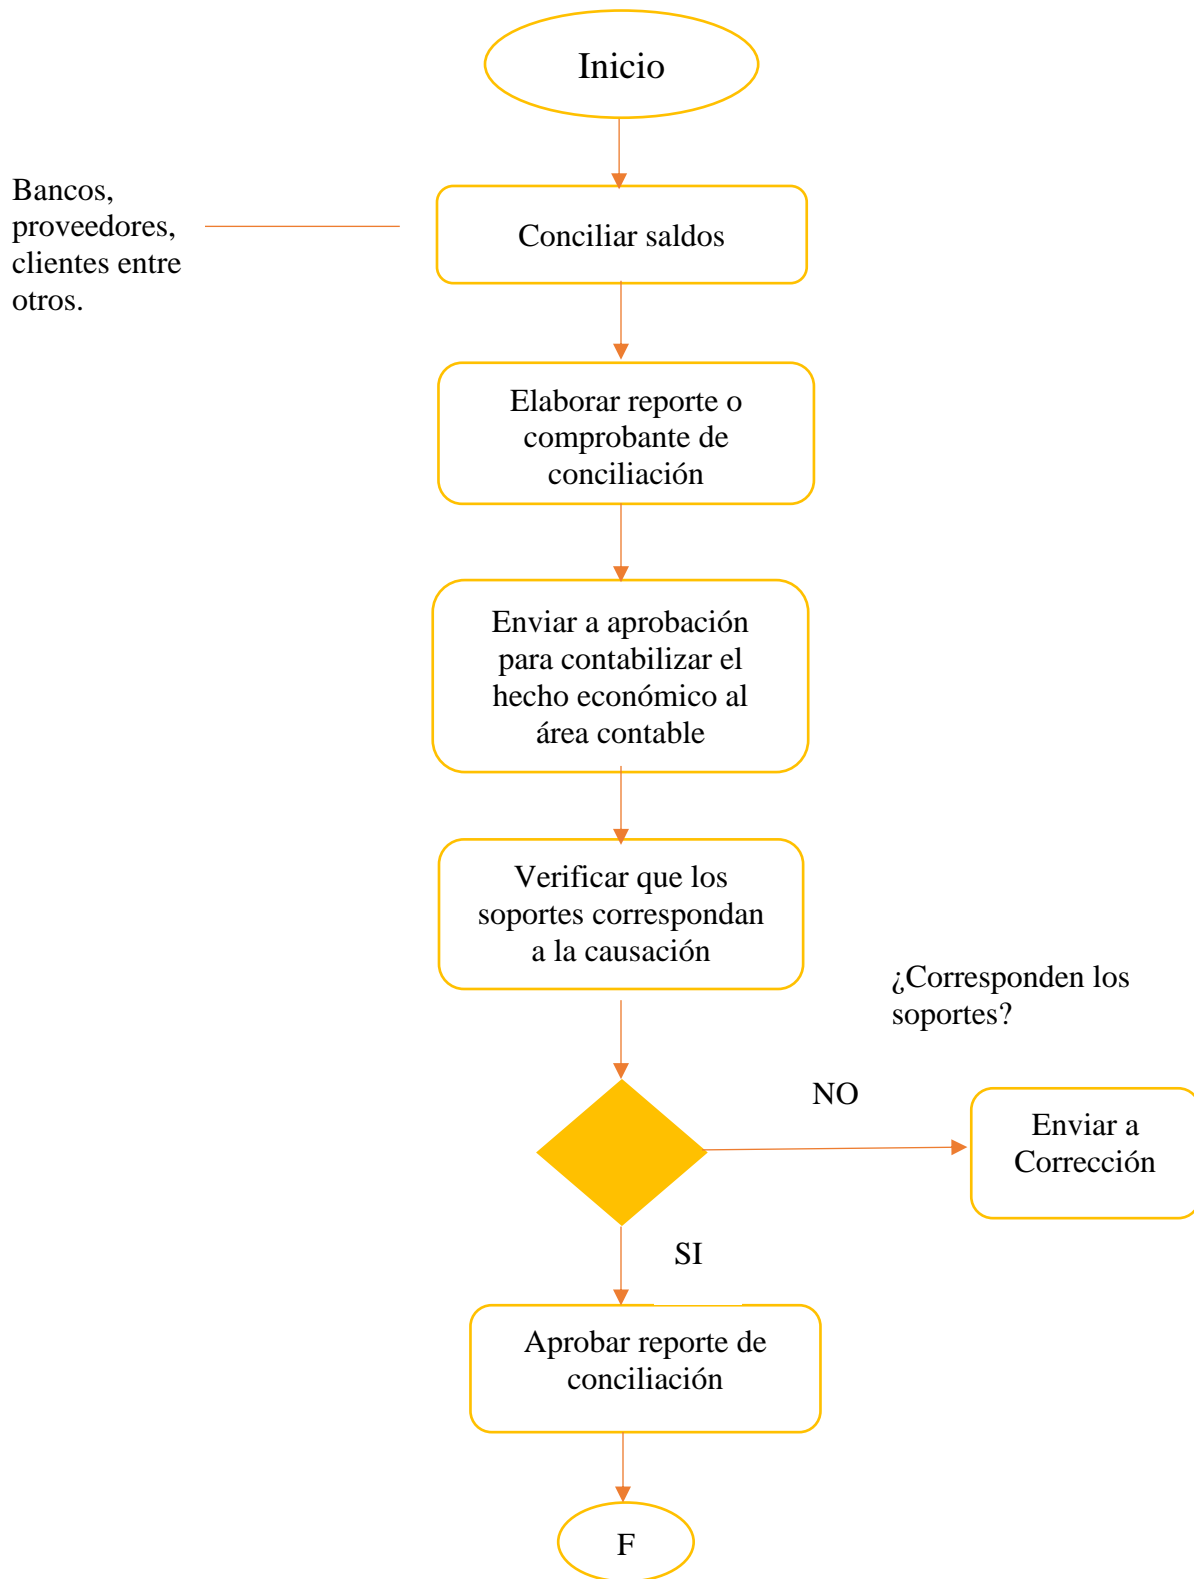 Inicio
Bancos,
proveedores,
clientes entre
otros.
Conciliar saldos
Elaborar reporte o
comprobante de
conciliación
Enviar a aprobación
para contabilizar el
hecho económico al
área contable
Verificar que los
soportes correspondan
a la causación
¿Corresponden los
soportes?
NO
Enviar a
Corrección
SI
Aprobar reporte de
conciliación
F